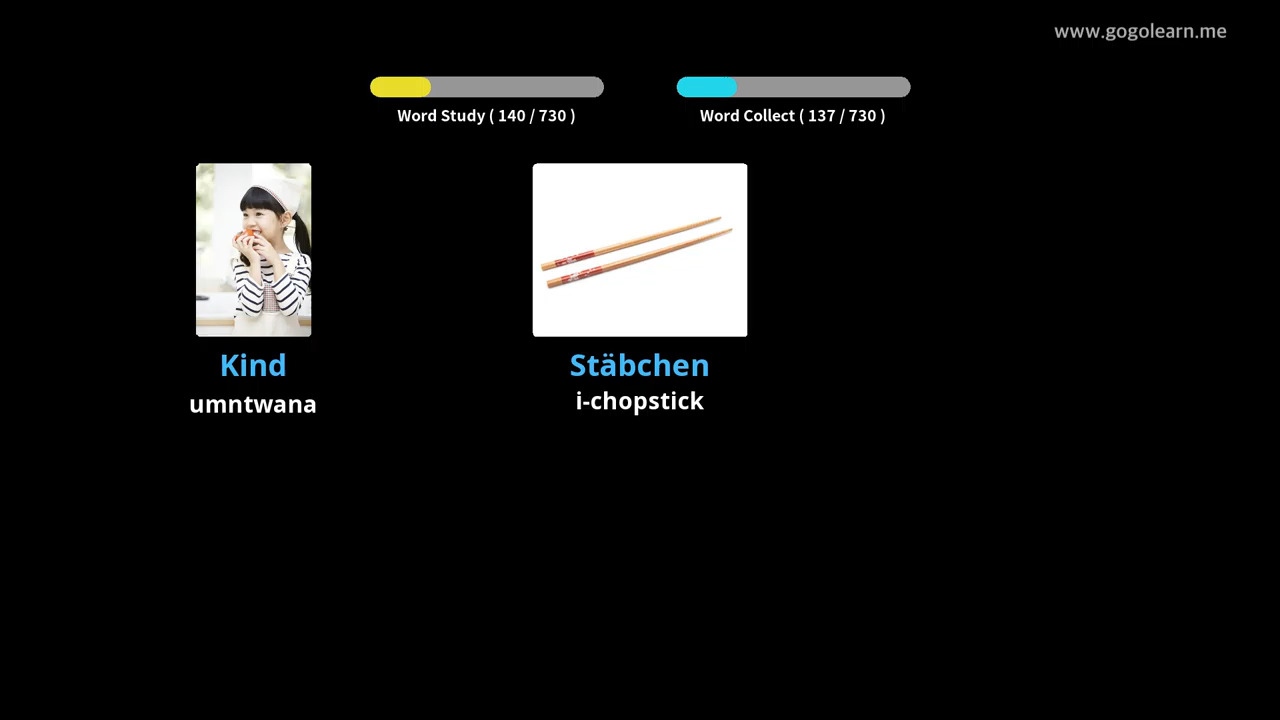 www.gogolearn.me
Word Study ( 140 / 730 )
Word Collect ( 137 / 730 )
Kind
umntwana
Stäbchen
i-chopstick